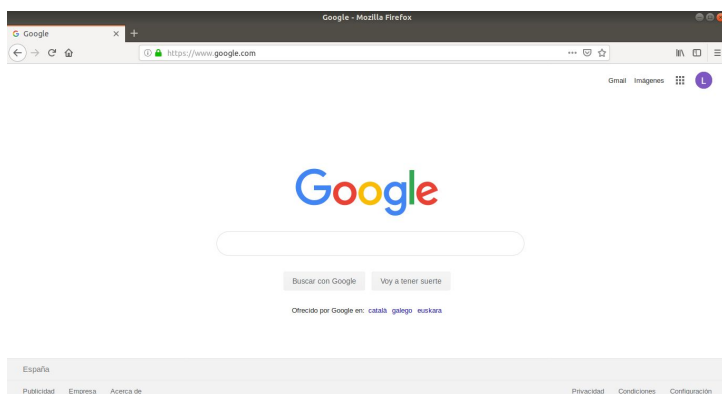 Google - Mozilla Firefox
G Google
https://www.google.com
Gmail Imágenes L
Google
Buscar con Google Voy a tener suerte
Ofrecido por Google en: català galego euskara
España
Publicidad Empresa Acerca de Privacidad Condiciones Configuración